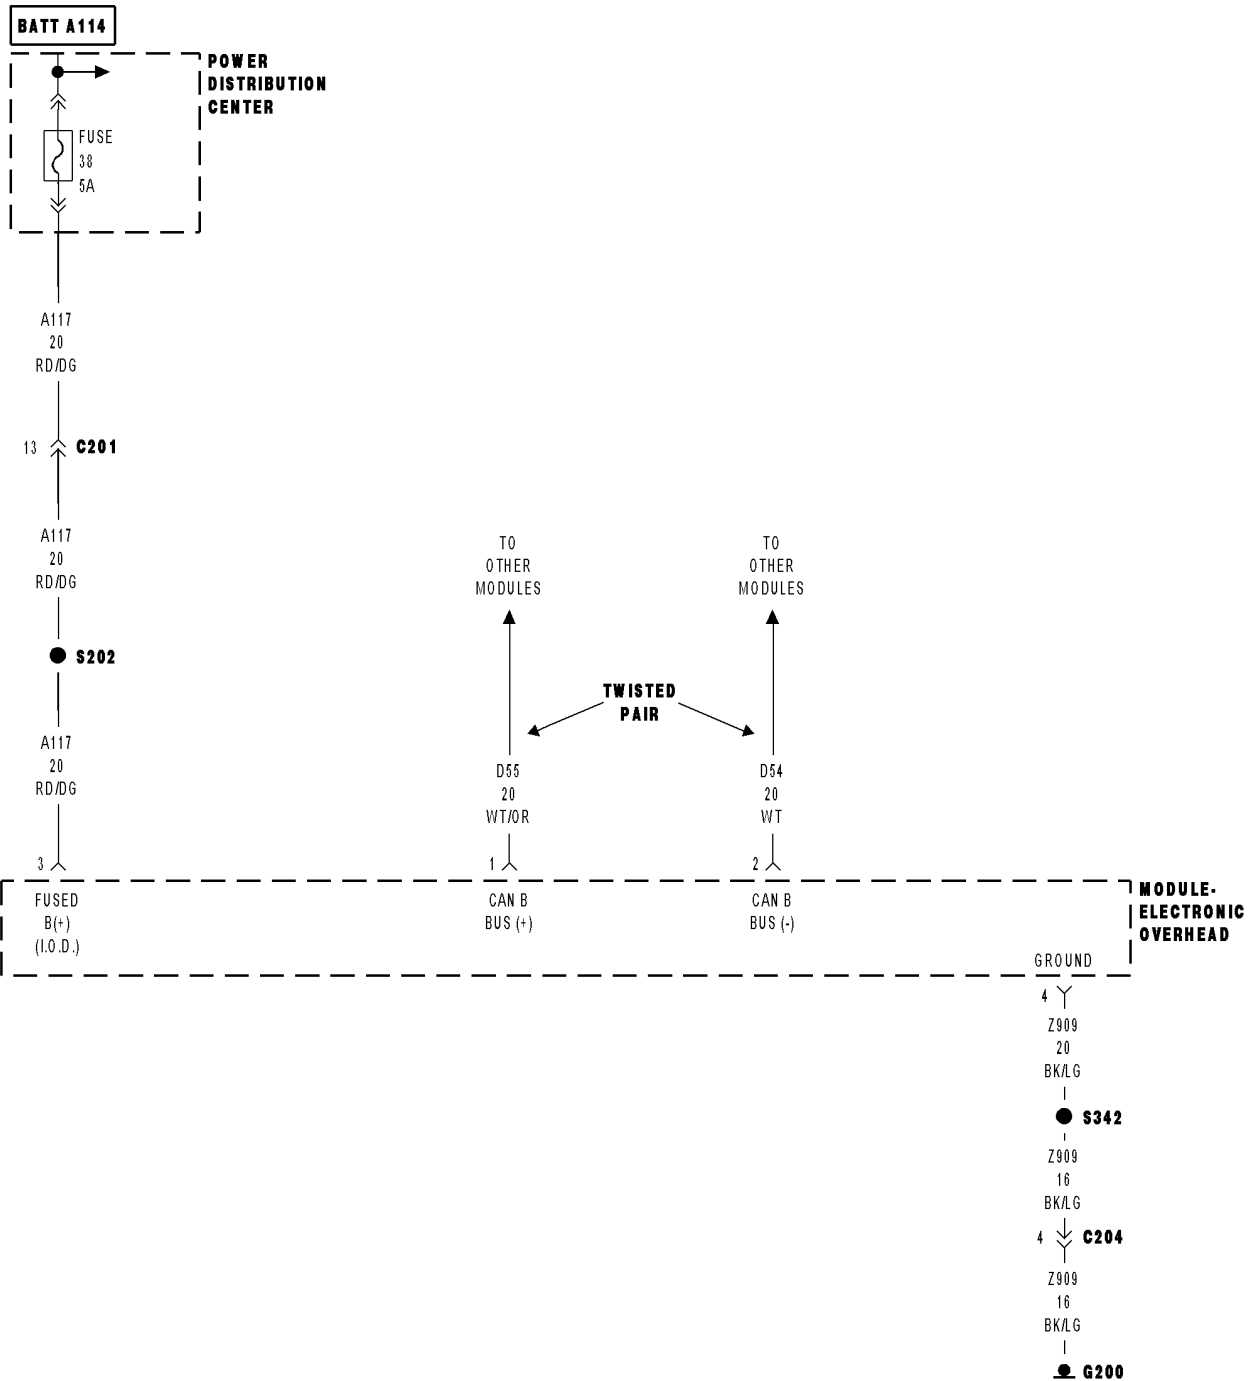 BATT A114
POWER
DISTRIBUTION
CENTER
FUSE
38
5A
A117
20
RD/DG
13
C201
A117
20
RD/DG
S202
A117
20
RD/DG
3
TO
OTHER
MODULES
TO
OTHER
MODULES
TWISTED
PAIR
D55
20
WT/OR
1
D54
20
WT
2
FUSED
B(+)
(I.O.D.)
CAN B
BUS (+)
CAN B
BUS (-)
GROUND
MODULE-
ELECTRONIC
OVERHEAD
4
Z909
20
BK/LG
S342
Z909
16
BK/LG
4
C204
Z909
16
BK/LG
G200